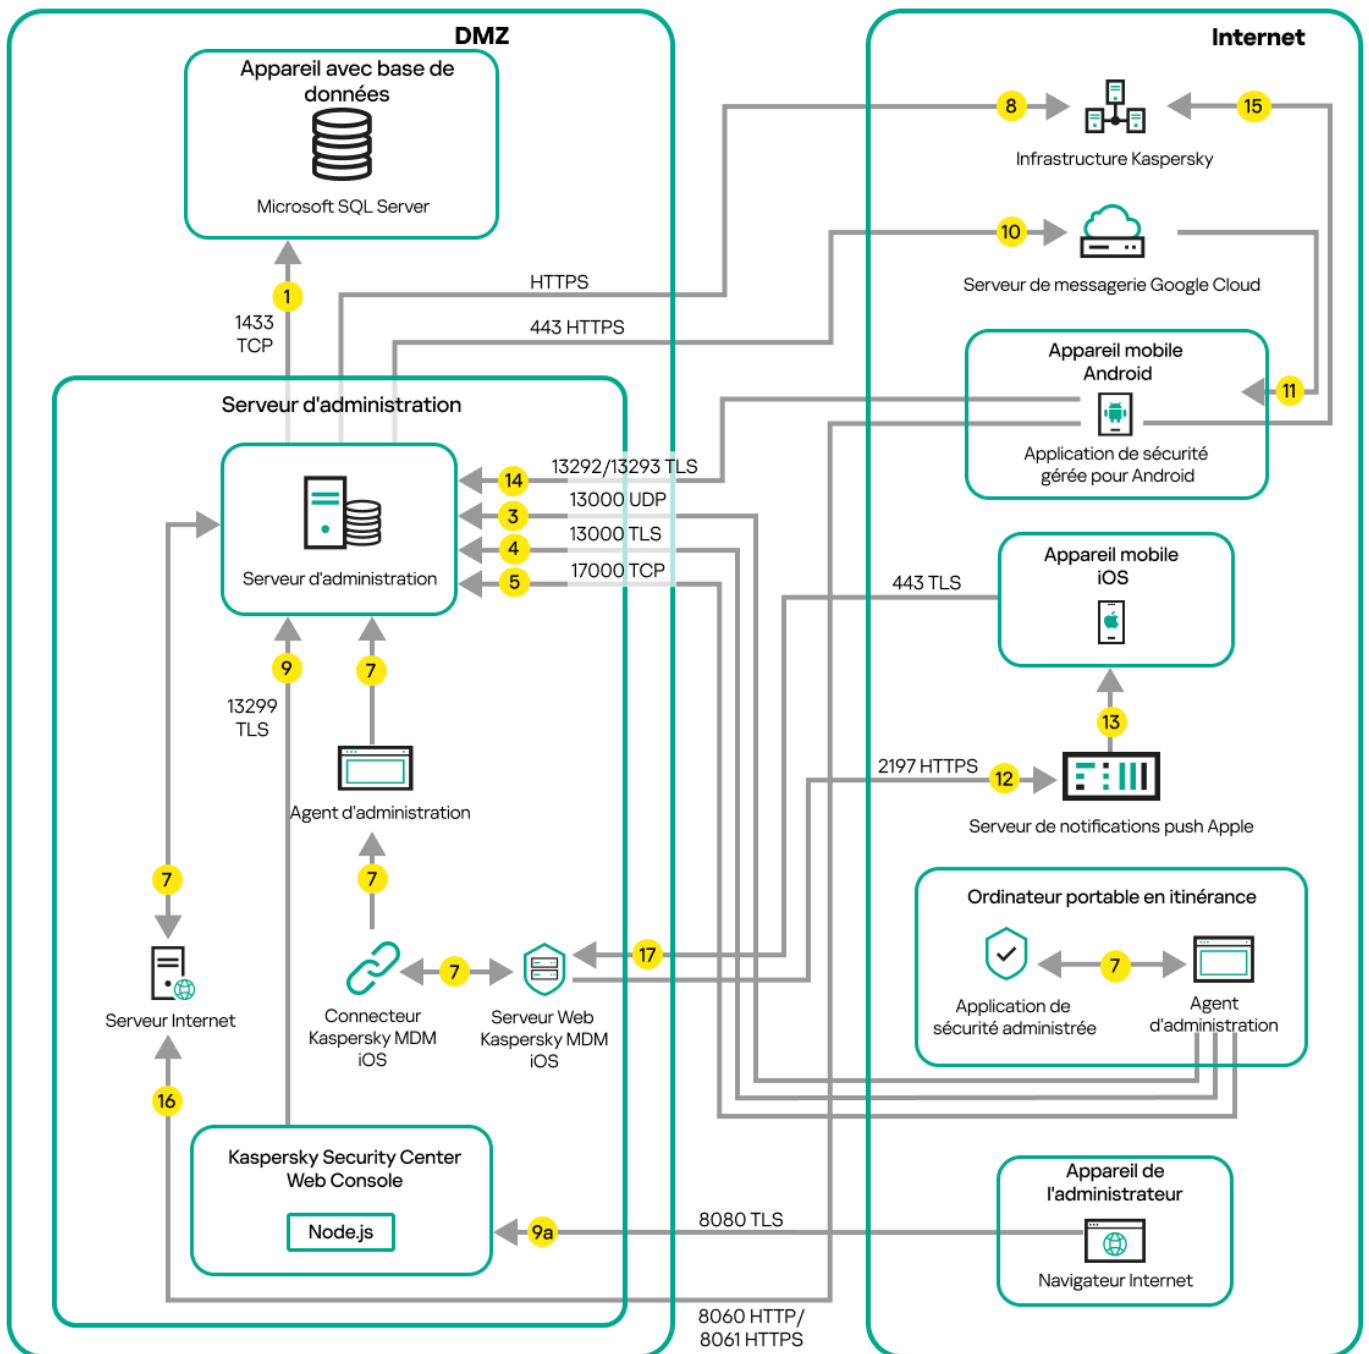 DMZ
Appareil avec base de
données
Microsoft SQL Server
1
1433
TCP
HTTPS
443 HTTPS
Serveur d'administration
Serveur d'administration
14
13292/13293 TLS
3
13000 UDP
4
13000 TLS
5
17000 TCP
9
13299
TLS
7
Agent d'administration
7
7
Serveur Internet
Connecteur
Kaspersky MDM
iOS
7
Serveur Web
Kaspersky MDM
iOS
17
16
Kaspersky Security Center
Web Console
Node.js
9a
8080 TLS
8060 HTTP/
8061 HTTPS
443 TLS
2197 HTTPS
12
Internet
8
15
Infrastructure Kaspersky
10
Serveur de messagerie Google Cloud
Appareil mobile
Android
11
Application de sécurité
gérée pour Android
Appareil mobile
iOS
13
Serveur de notifications push Apple
Ordinateur portable en itinérance
7
Application de
sécurité administrée
Agent
d'administration
Appareil de
l'administrateur
Navigateur Internet